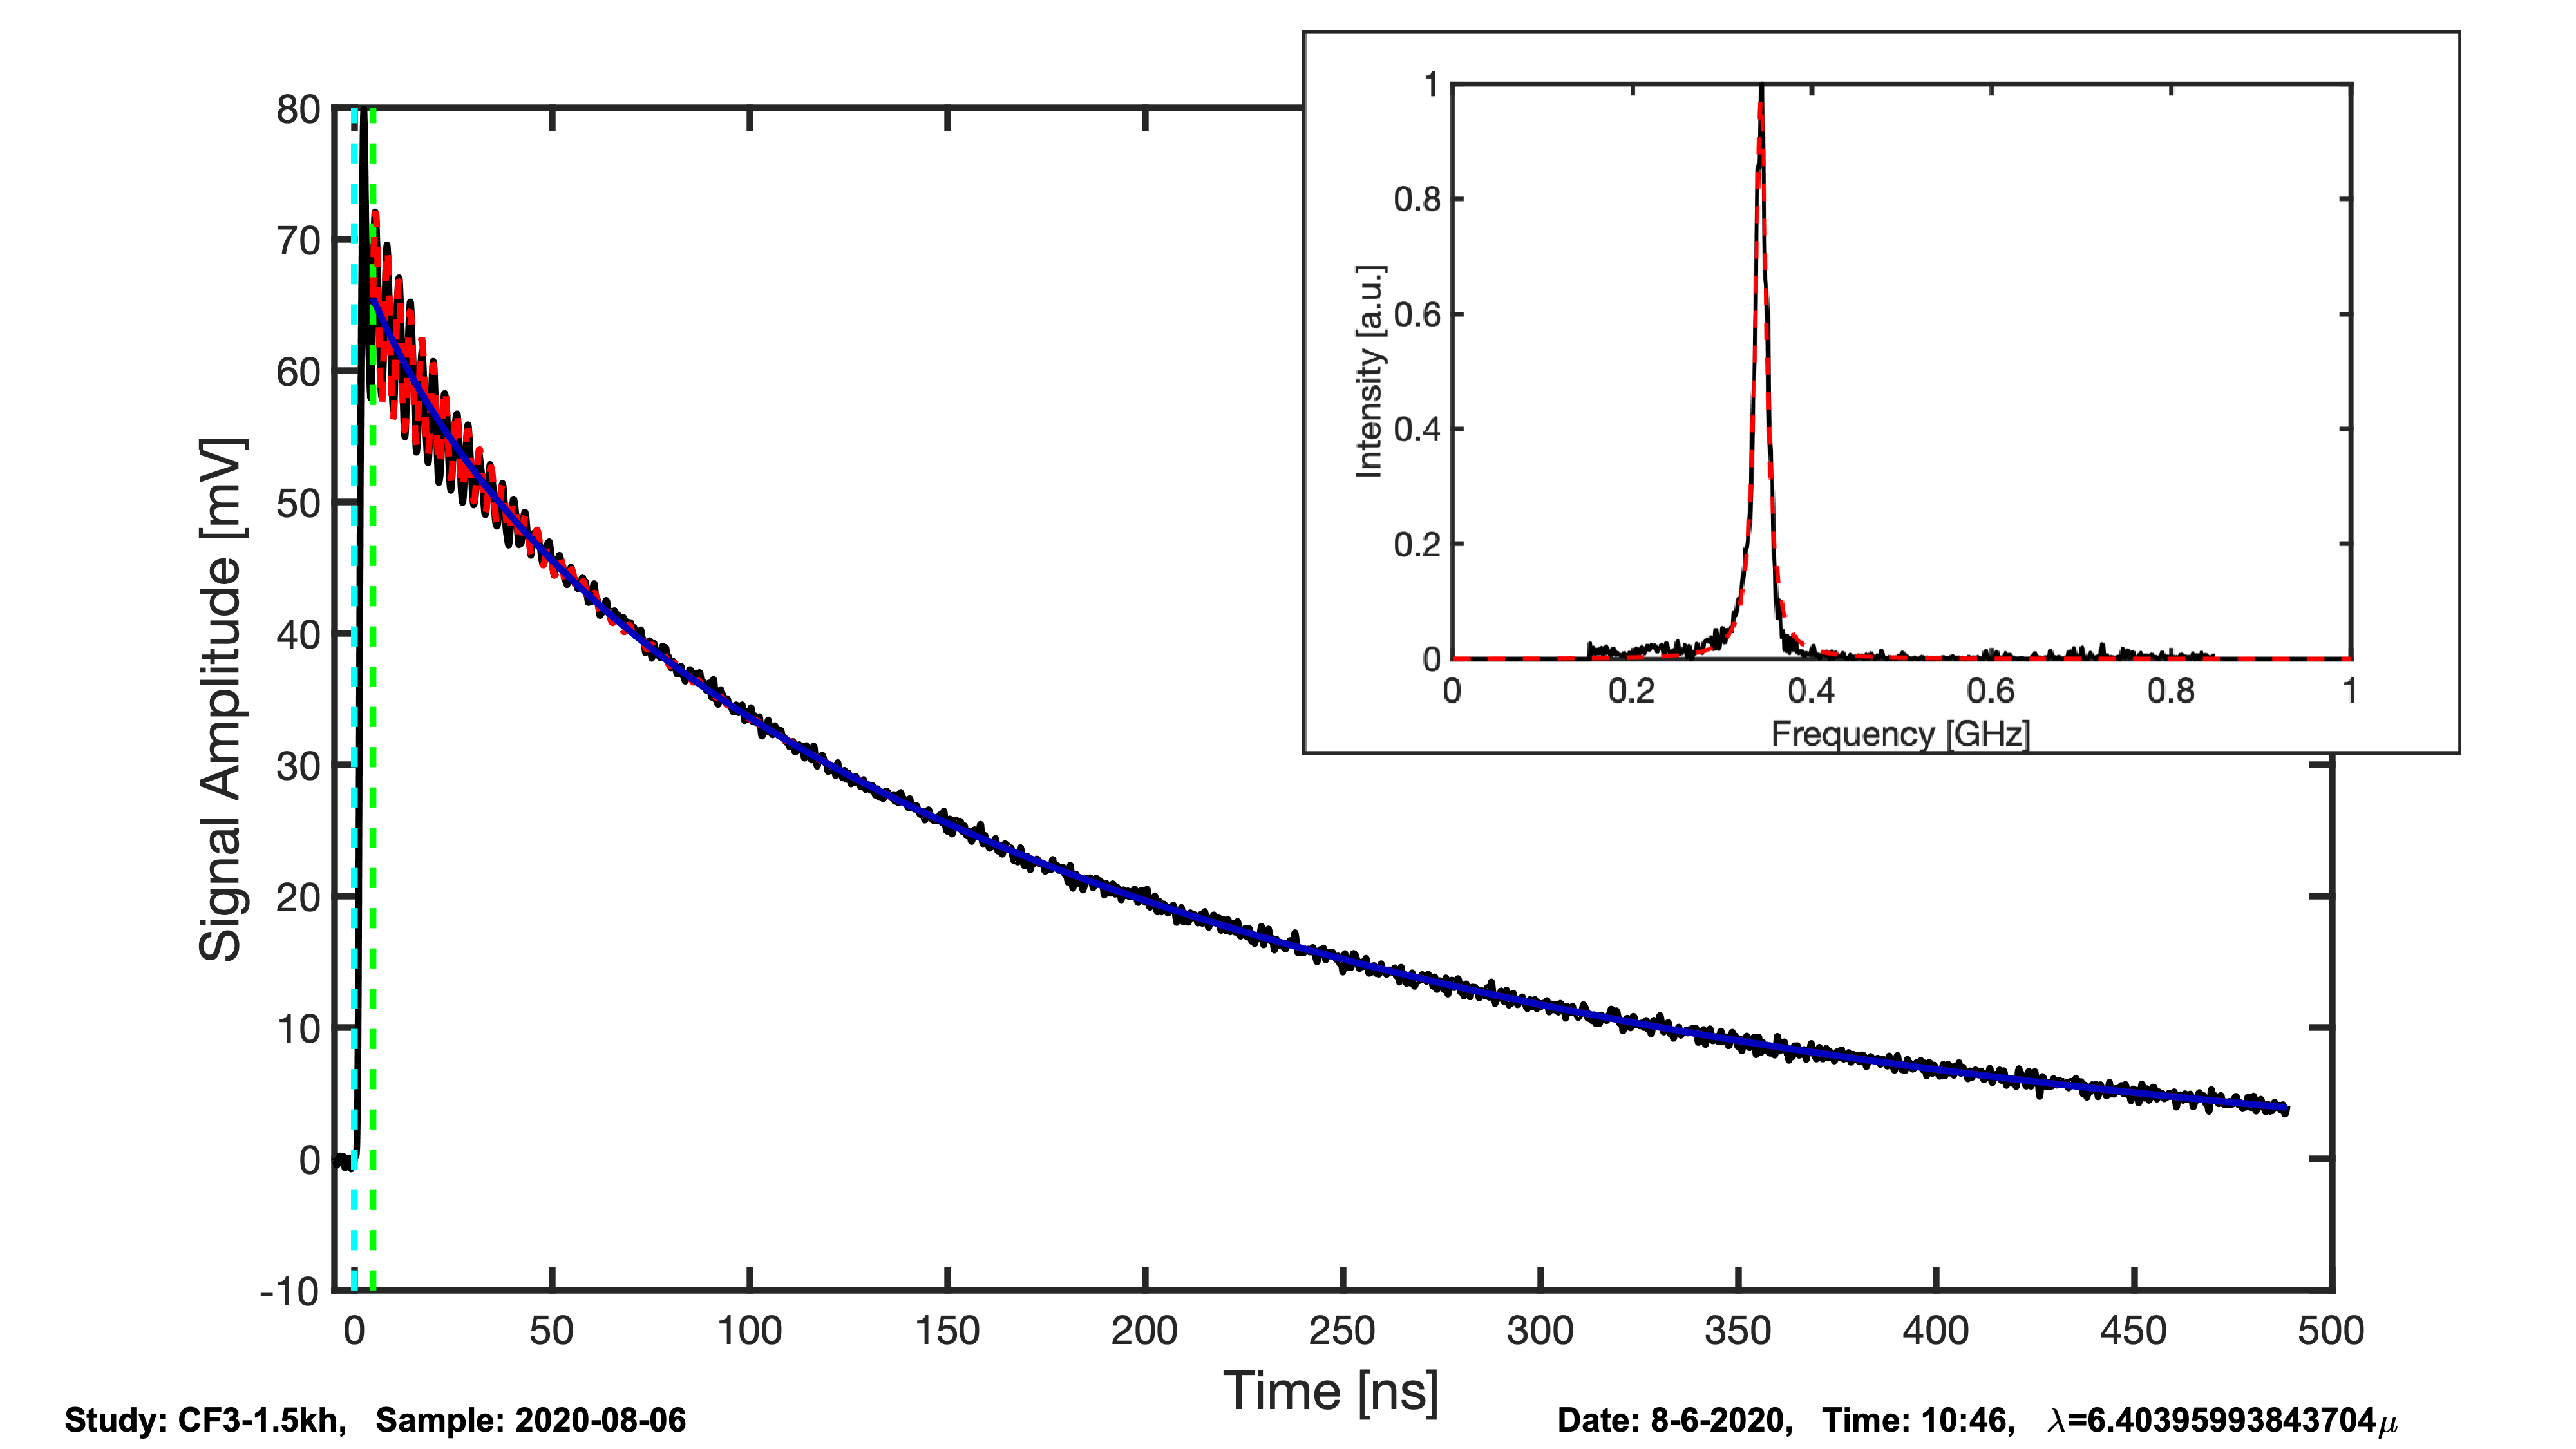 1
0.8
0.6
0.4
0.2
0
Intensity [a.u.]
0 0.2 0.4 0.6 0.8 1
Frequency [GHz]
80
70
60
50
40
30
20
10
0
-10
Signal Amplitude [mV]
0 50 100 150 200 250 300 350 400 450 500
Time [ns]
Study: CF3-1.5kh, Sample: 2020-08-06
Date: 8-6-2020, Time: 10:46, λ=6.40395993843704μ